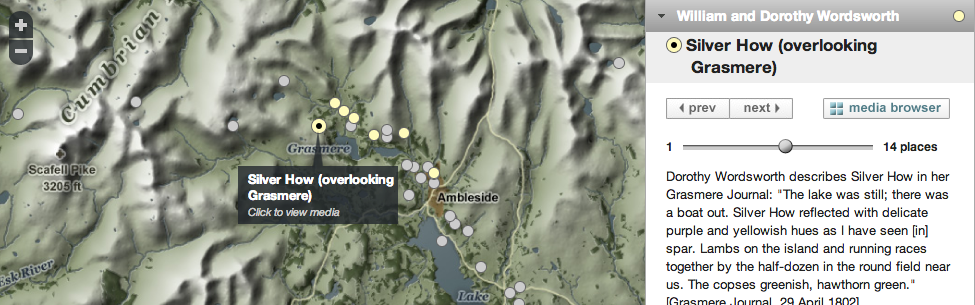 +
−
Cumbrian
Scafell Pike
3205 ft
Grasmere
Silver How (overlooking
Grasmere)
Click to view media
Ambleside
Esk River
Lake
William and Dorothy Wordsworth
Silver How (overlooking
Grasmere)
prev
next
media browser
1
14 places
Dorothy Wordsworth describes Silver How in her
Grasmere Journal: "The lake was still; there was
a boat out. Silver How reflected with delicate
purple and yellowish hues as I have seen [in]
spar. Lambs on the island and running races
together by the half-dozen in the round field near
us. The copses greenish, hawthorn green."
[Grasmere Journal, 29 April 1802]